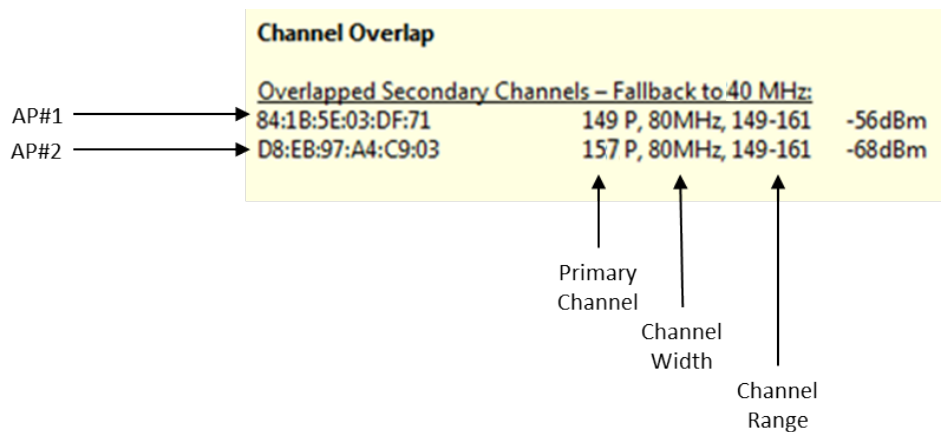 Channel Overlap
Overlapped Secondary Channels – Fallback to 40 MHz:
AP#1 84:1B:5E:03:DF:71 149 P, 80MHz, 149-161 -56dBm
AP#2 D8:EB:97:A4:C9:03 157 P, 80MHz, 149-161 -68dBm
Primary
Channel
Channel
Width
Channel
Range